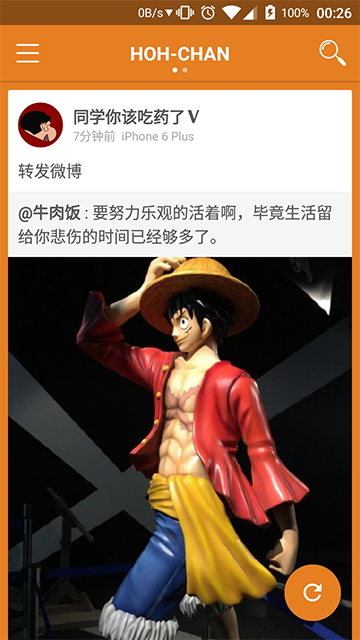 0B/s 100% 00:26
HOH-CHAN
同学你该吃药了 V
7分钟前 iPhone 6 Plus
转发微博
@牛肉饭 : 要努力乐观的活着啊，毕竟生活留
给你悲伤的时间已经够多了。